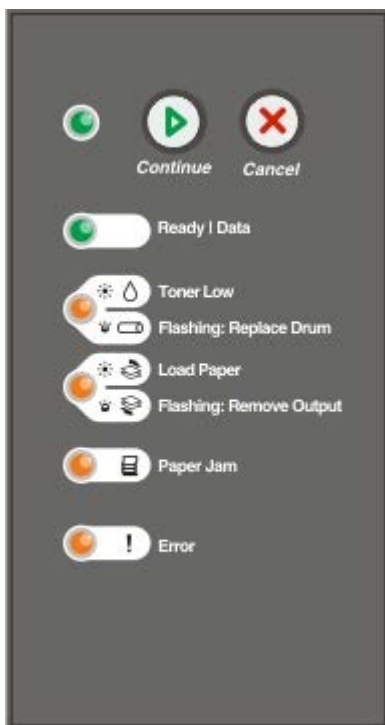 Continue
Cancel
Ready | Data
Toner Low
Flashing: Replace Drum
Load Paper
Flashing: Remove Output
Paper Jam
! Error